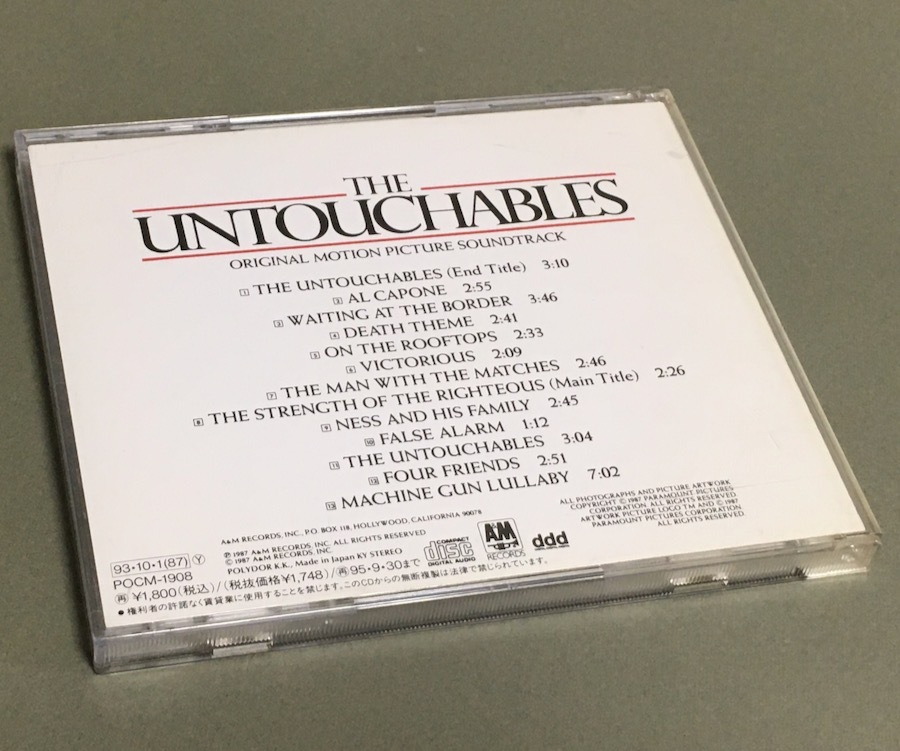 THE
UNTOUCHABLES
ORIGINAL MOTION PICTURE SOUNDTRACK
1 THE UNTOUCHABLES (End Title) 3:10
2 AL CAPONE 2:55
3 WAITING AT THE BORDER 3:46
4 DEATH THEME 2:41
5 ON THE ROOFTOPS 2:33
6 VICTORIOUS 2:09
7 THE MAN WITH THE MATCHES 2:46
8 THE STRENGTH OF THE RIGHTEOUS (Main Title) 2:26
9 NESS AND HIS FAMILY 2:45
10 FALSE ALARM 1:12
11 THE UNTOUCHABLES 3:04
12 FOUR FRIENDS 2:51
13 MACHINE GUN LULLABY 7:02
ALL PHOTOGRAPHS AND PICTURE ARTWORK
COPYRIGHT © 1987 PARAMOUNT PICTURES
CORPORATION. ALL RIGHTS RESERVED.
ARTWORK PICTURE LOGO TM AND © 1987
PARAMOUNT PICTURES CORPORATION.
ALL RIGHTS RESERVED.
A&M RECORDS, INC., P.O. BOX 118, HOLLYWOOD, CALIFORNIA 90078
℗ 1987 A&M RECORDS, INC. ALL RIGHTS RESERVED
© 1987 A&M RECORDS, INC.
POLYDOR K.K., Made in Japan KY STEREO
COMPACT
disc
DIGITAL AUDIO
A&M
RECORDS
ddd
93・10・1(87) Ⓨ
POCM-1908
再 ¥1,800(税込)/(税抜価格¥1,748)/再95・9・30まで
●権利者の許諾なく賃貸業に使用することを禁じます。このCDからの無断複製は法律で禁じられています。